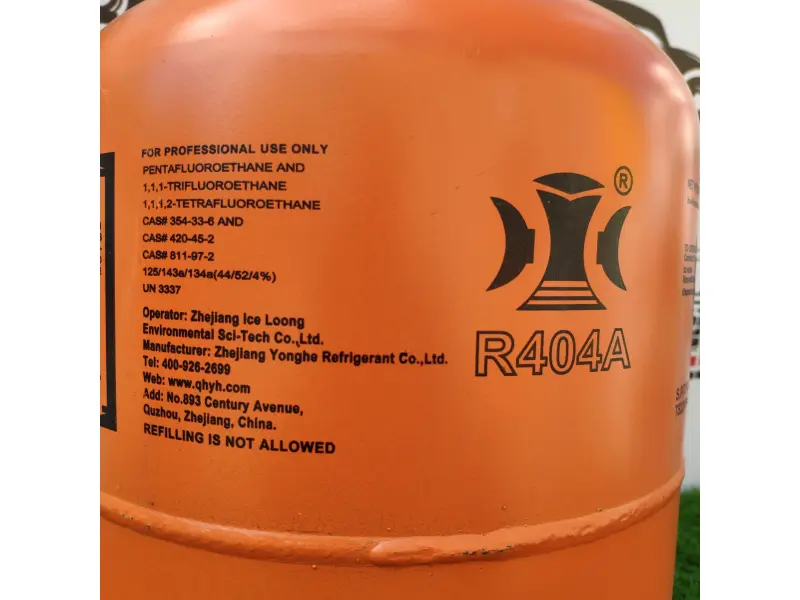 FOR PROFESSIONAL USE ONLY
PENTAFLUOROETHANE AND
1,1,1-TRIFLUOROETHANE
1,1,1,2-TETRAFLUOROETHANE
CAS# 354-33-6 AND
CAS# 420-45-2
CAS# 811-97-2
125/143a/134a(44/52/4%)
UN 3337
Operator: Zhejiang Ice Loong
Environmental Sci-Tech Co.,Ltd.
Manufacturer: Zhejiang Yonghe Refrigerant Co.,Ltd.
Tel: 400-926-2699
Web: www.qhyh.com
Add: No.893 Century Avenue,
Quzhou, Zhejiang, China.
REFILLING IS NOT ALLOWED
®
R404A